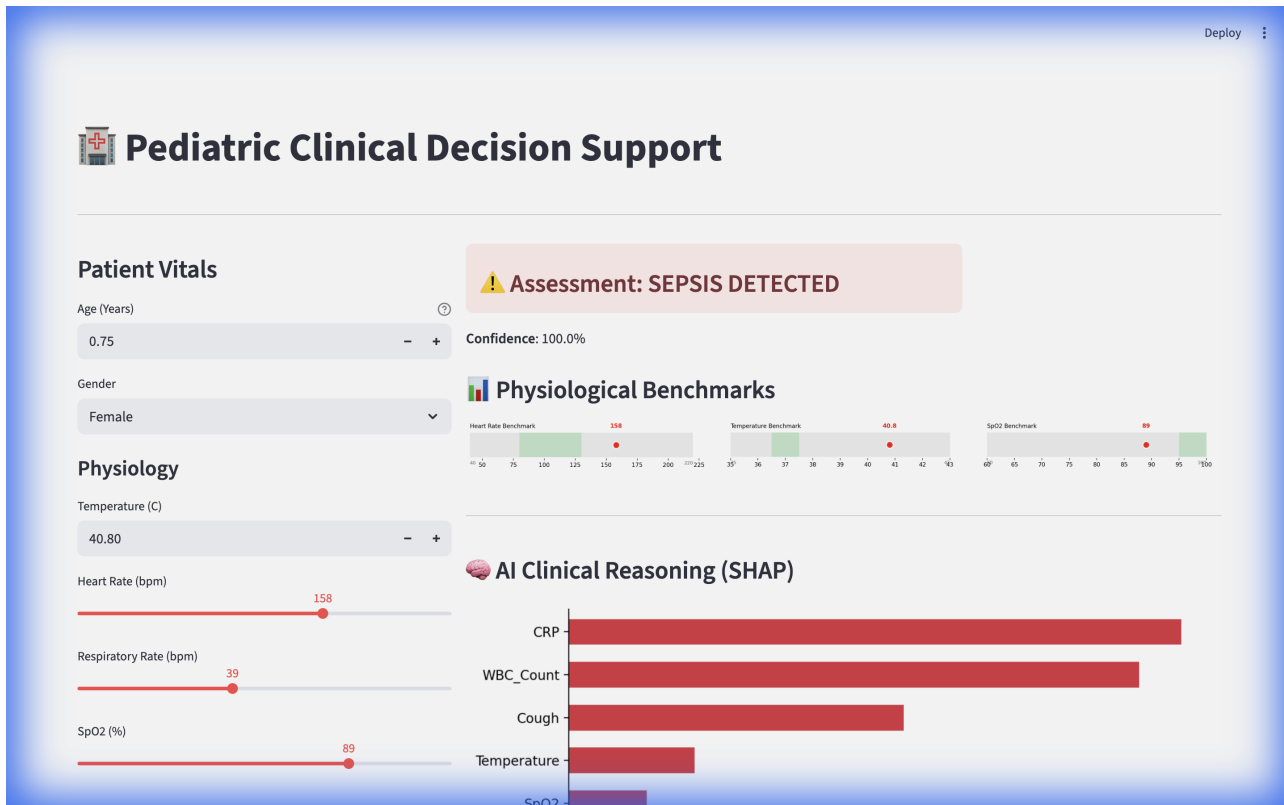 Deploy
Pediatric Clinical Decision Support
Patient Vitals
Age (Years)
0.75
Gender
Female
Physiology
Temperature (C)
40.80
Heart Rate (bpm)
158
Respiratory Rate (bpm)
39
SpO2 (%)
89
Assessment: SEPSIS DETECTED
Confidence: 100.0%
Physiological Benchmarks
Heart Rate Benchmark 158
40 50 75 100 125 150 175 200 220 225
Temperature Benchmark 40.8
35 36 37 38 39 40 41 42 43
SpO2 Benchmark 89
60 65 70 75 80 85 90 95 100
AI Clinical Reasoning (SHAP)
CRP
WBC_Count
Cough
Temperature
SpO2